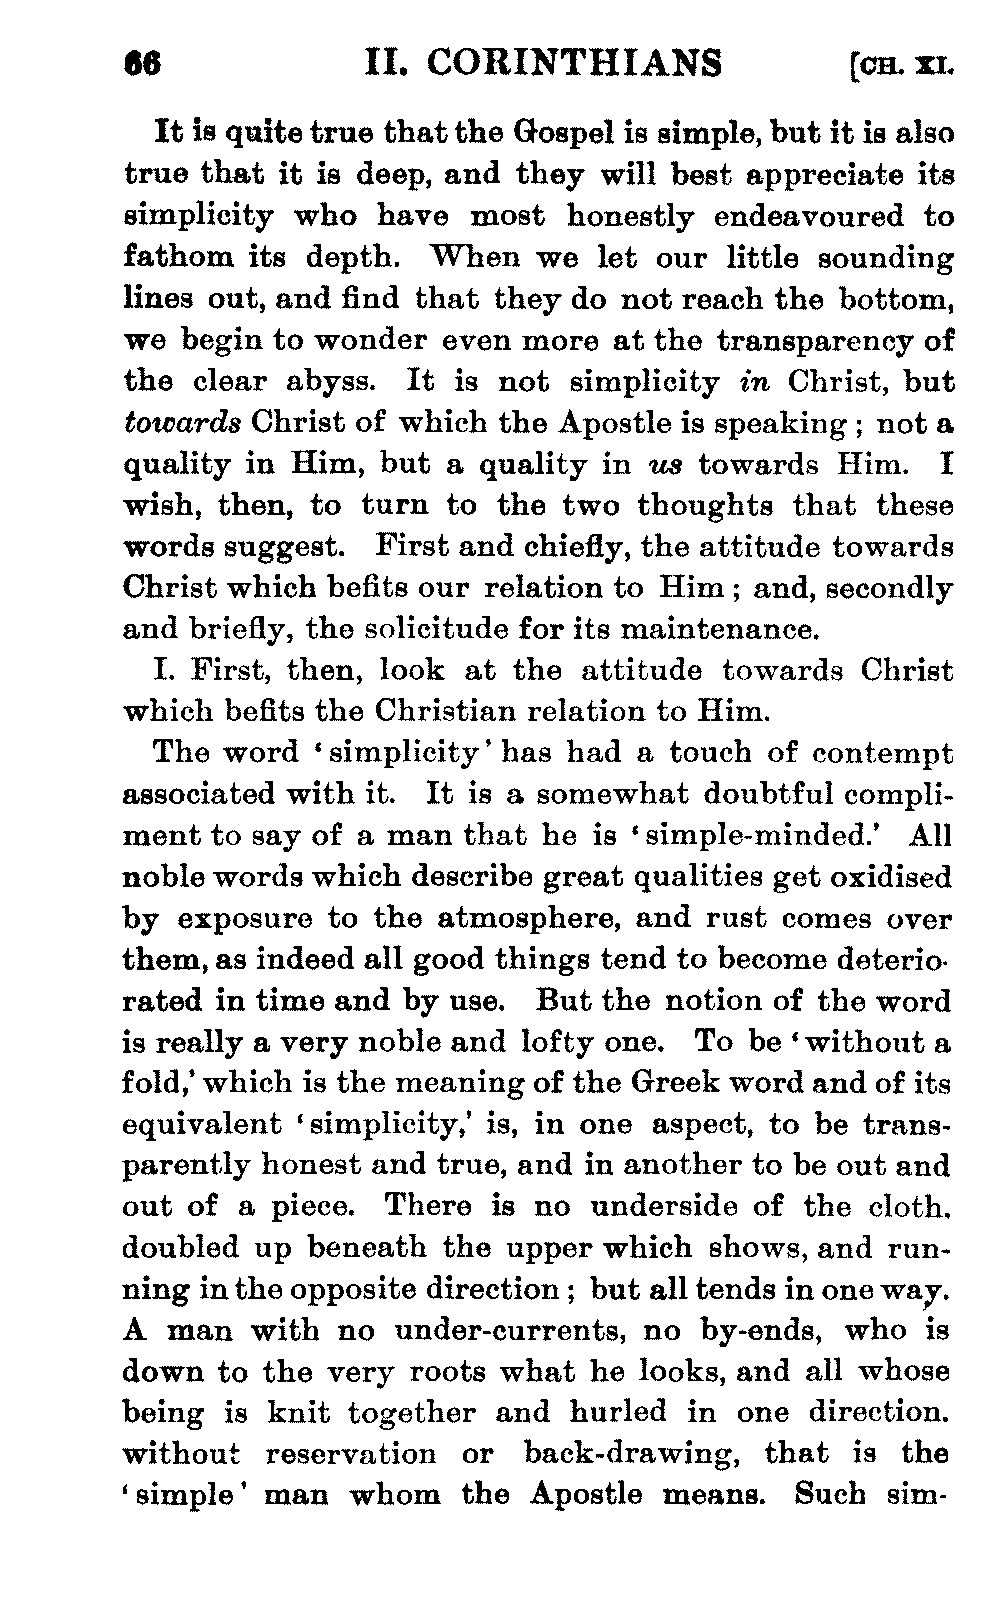 66 II. CORINTHIANS [CH. XI.
It is quite true that the Gospel is simple, but it is also
true that it is deep, and they will best appreciate its
simplicity who have most honestly endeavoured to
fathom its depth. When we let our little sounding
lines out, and find that they do not reach the bottom,
we begin to wonder even more at the transparency of
the clear abyss. It is not simplicity in Christ, but
towards Christ of which the Apostle is speaking; not a
quality in Him, but a quality in us towards Him. I
wish, then, to turn to the two thoughts that these
words suggest. First and chiefly, the attitude towards
Christ which befits our relation to Him; and, secondly
and briefly, the solicitude for its maintenance.
I. First, then, look at the attitude towards Christ
which befits the Christian relation to Him.
The word 'simplicity' has had a touch of contempt
associated with it. It is a somewhat doubtful compli-
ment to say of a man that he is 'simple-minded.' All
noble words which describe great qualities get oxidised
by exposure to the atmosphere, and rust comes over
them, as indeed all good things tend to become deterio-
rated in time and by use. But the notion of the word
is really a very noble and lofty one. To be 'without a
fold,' which is the meaning of the Greek word and of its
equivalent 'simplicity,' is, in one aspect, to be trans-
parently honest and true, and in another to be out and
out of a piece. There is no underside of the cloth.
doubled up beneath the upper which shows, and run-
ning in the opposite direction; but all tends in one way.
A man with no under-currents, no by-ends, who is
down to the very roots what he looks, and all whose
being is knit together and hurled in one direction.
without reservation or back-drawing, that is the
'simple' man whom the Apostle means. Such sim-